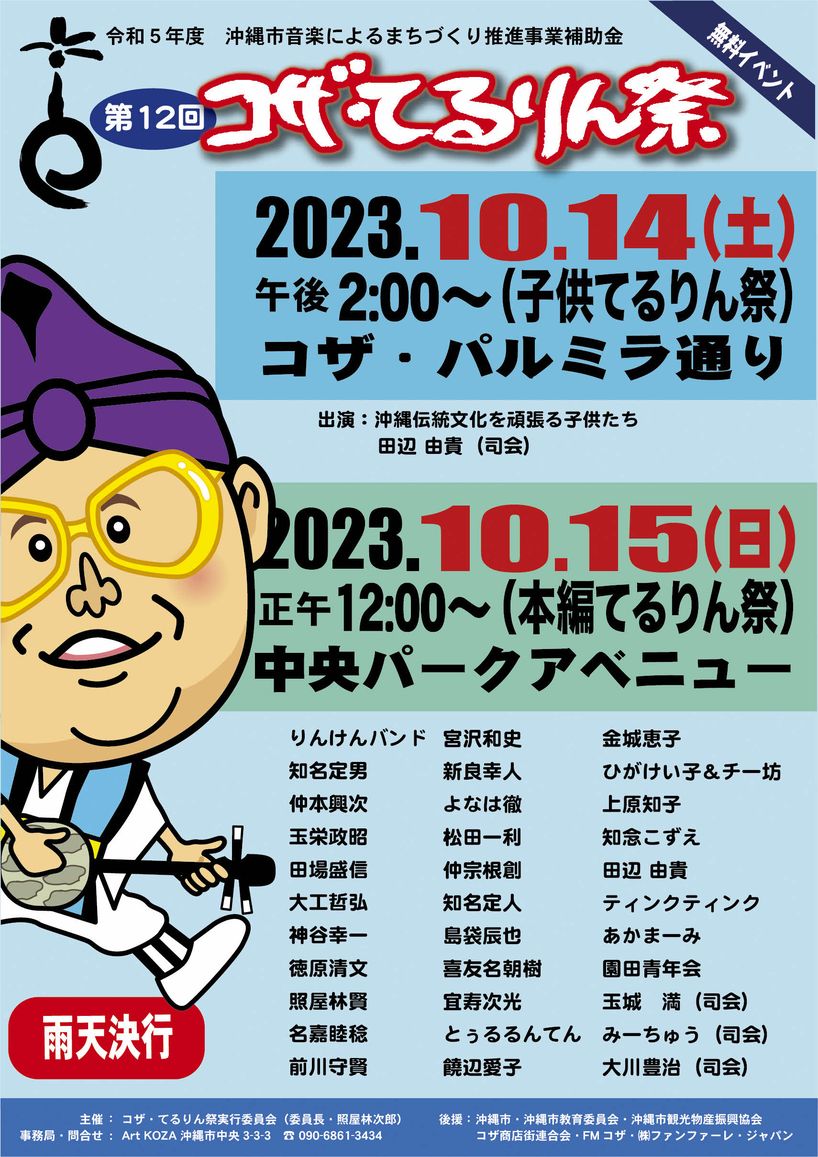 令和5年度　沖縄市音楽によるまちづくり推進事業補助金
無料イベント
第12回
コザ・てるりん祭
2023.10.14(土)
午後2:00〜(子供てるりん祭)
コザ・パルミラ通り
出演：沖縄伝統文化を頑張る子供たち
田辺 由貴（司会）
2023.10.15(日)
正午12:00〜(本編てるりん祭)
中央パークアベニュー
りんけんバンド 宮沢和史 金城恵子
知名定男 新良幸人 ひがけい子＆チー坊
仲本興次 よなは徹 上原知子
玉栄政昭 松田一利 知念こずえ
田場盛信 仲宗根創 田辺 由貴
大工哲弘 知名定人 ティンクティンク
神谷幸一 島袋辰也 あかまーみ
徳原清文 喜友名朝樹 園田青年会
照屋林賢 宜寿次光 玉城　満（司会）
名嘉睦稔 とぅるるんてん みーちゅう（司会）
前川守賢 饒辺愛子 大川豊治（司会）
雨天決行
主催：コザ・てるりん祭実行委員会（委員長・照屋林次郎）
事務局・問合せ：Art KOZA 沖縄市中央 3-3-3　☎ 090-6861-3434
後援：沖縄市・沖縄市教育委員会・沖縄市観光物産振興協会
コザ商店街連合会・FMコザ・㈱ファンファーレ・ジャパン